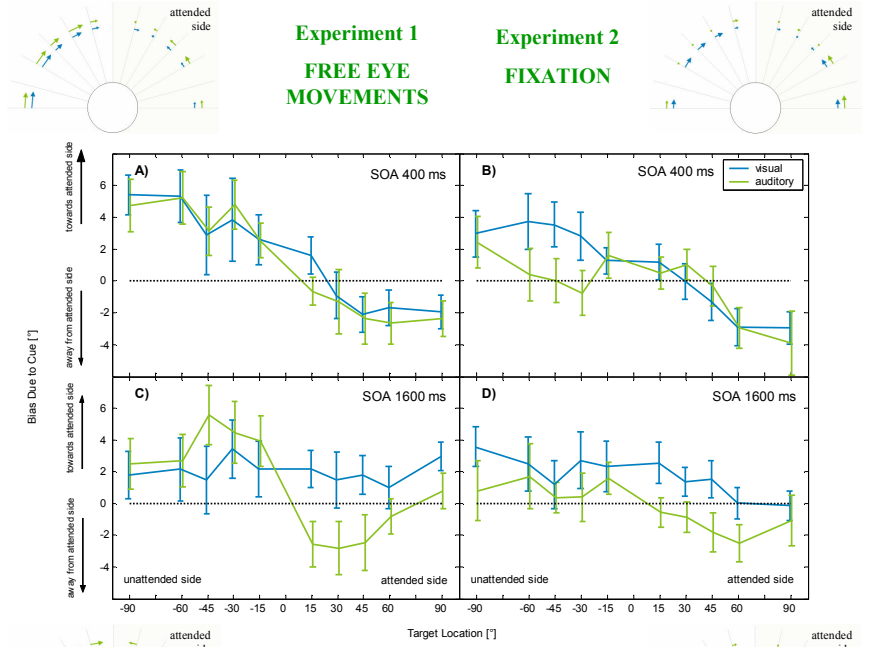 attended
side
Experiment 1
FREE EYE
MOVEMENTS
Experiment 2
FIXATION
attended
side
Bias Due to Cue [°]
towards attended side
away from attended side
A)
SOA 400 ms
6
4
2
0
-2
-4
B)
SOA 400 ms
visual
auditory
towards attended side
away from attended side
C)
SOA 1600 ms
6
4
2
0
-2
-4
unattended side
attended side
D)
SOA 1600 ms
unattended side
attended side
-90 -60 -45 -30 -15 0 15 30 45 60 90
-90 -60 -45 -30 -15 0 15 30 45 60 90
Target Location [°]
attended
attended